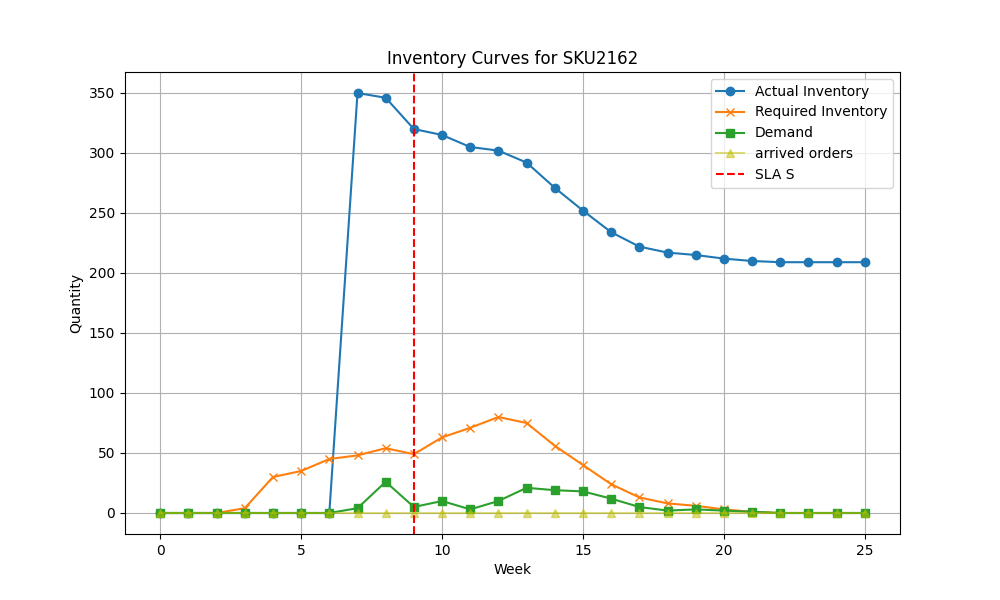 Inventory Curves for SKU2162
Actual Inventory
Required Inventory
Demand
arrived orders
SLA S
Quantity
350
300
250
200
150
100
50
0
0 5 10 15 20 25
Week